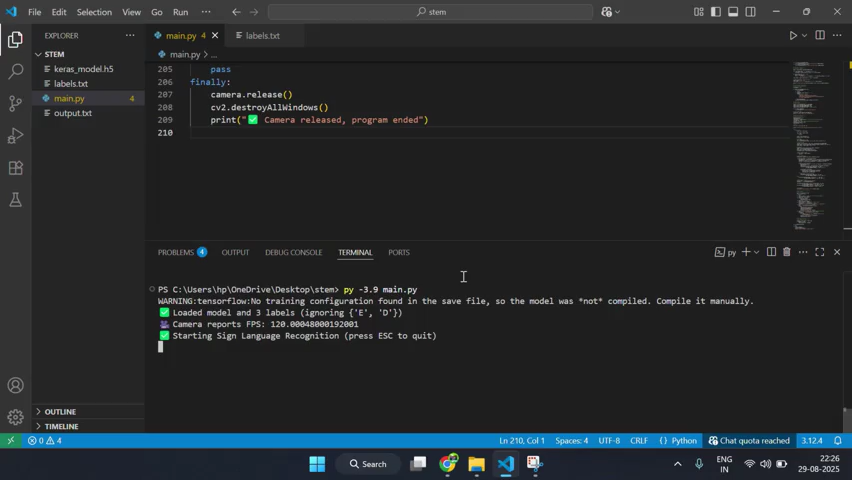 File Edit Selection View Go Run ··· stem
EXPLORER ···
main.py 4
labels.txt
STEM
main.py > ...
keras_model.h5
labels.txt
main.py 4
output.txt
205 pass
206 finally:
207 camera.release()
208 cv2.destroyAllWindows()
209 print("✅ Camera released, program ended")
210
PROBLEMS 4 OUTPUT DEBUG CONSOLE TERMINAL PORTS
py
PS C:\Users\hp\OneDrive\Desktop\stem> py -3.9 main.py
WARNING:tensorflow:No training configuration found in the save file, so the model was *not* compiled. Compile it manually.
✅ Loaded model and 3 labels (ignoring {'E', 'D'})
🎥 Camera reports FPS: 120.00048000192001
✅ Starting Sign Language Recognition (press ESC to quit)
OUTLINE
TIMELINE
0 4
Ln 210, Col 1 Spaces: 4 UTF-8 CRLF {} Python Chat quota reached 3.12.4
Search
ENG
IN
22:26
29-08-2025